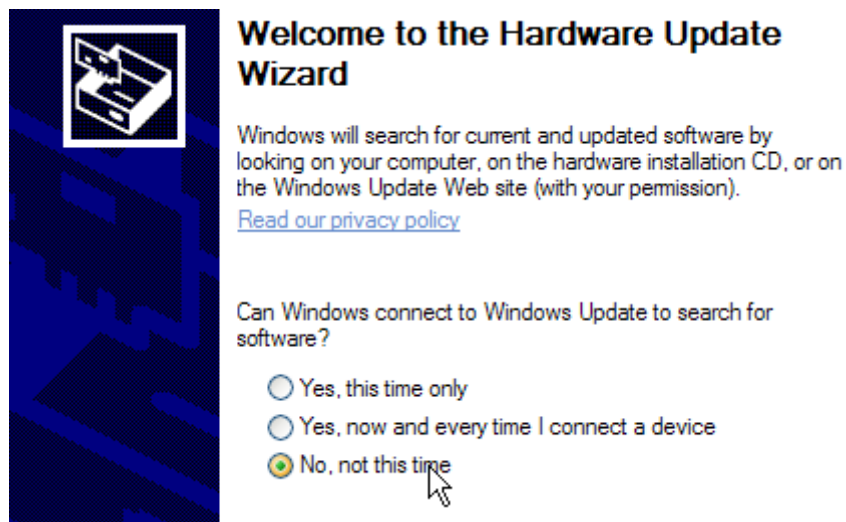 Welcome to the Hardware Update
Wizard
Windows will search for current and updated software by
looking on your computer, on the hardware installation CD, or on
the Windows Update Web site (with your permission).
Read our privacy policy
Can Windows connect to Windows Update to search for
software?
Yes, this time only
Yes, now and every time I connect a device
No, not this time